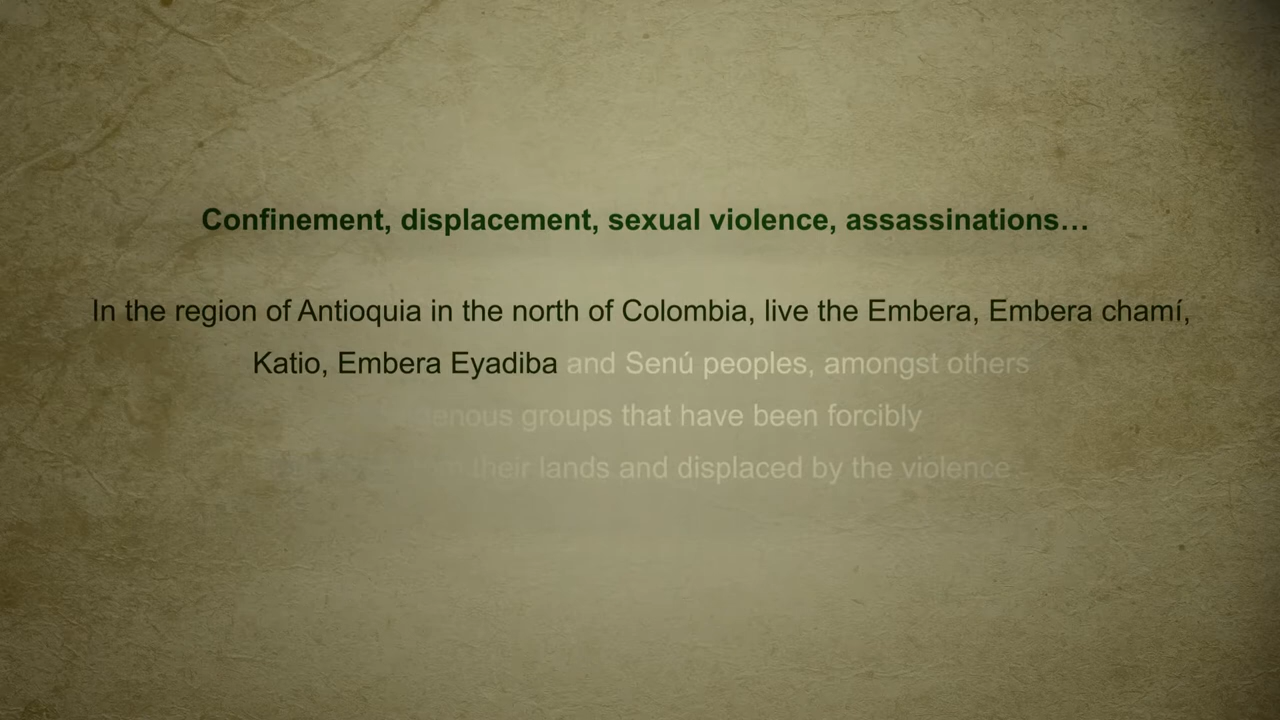 Confinement, displacement, sexual violence, assassinations…
In the region of Antioquia in the north of Colombia, live the Embera, Embera chamí,
Katio, Embera Eyadiba and Senú peoples, amongst others
groups that have been forcibly
their lands and displaced by the violence